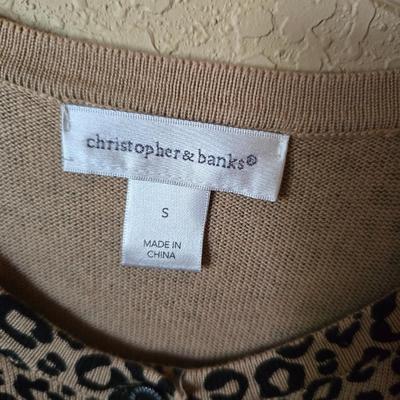 christopher & banks®
S
MADE IN
CHINA